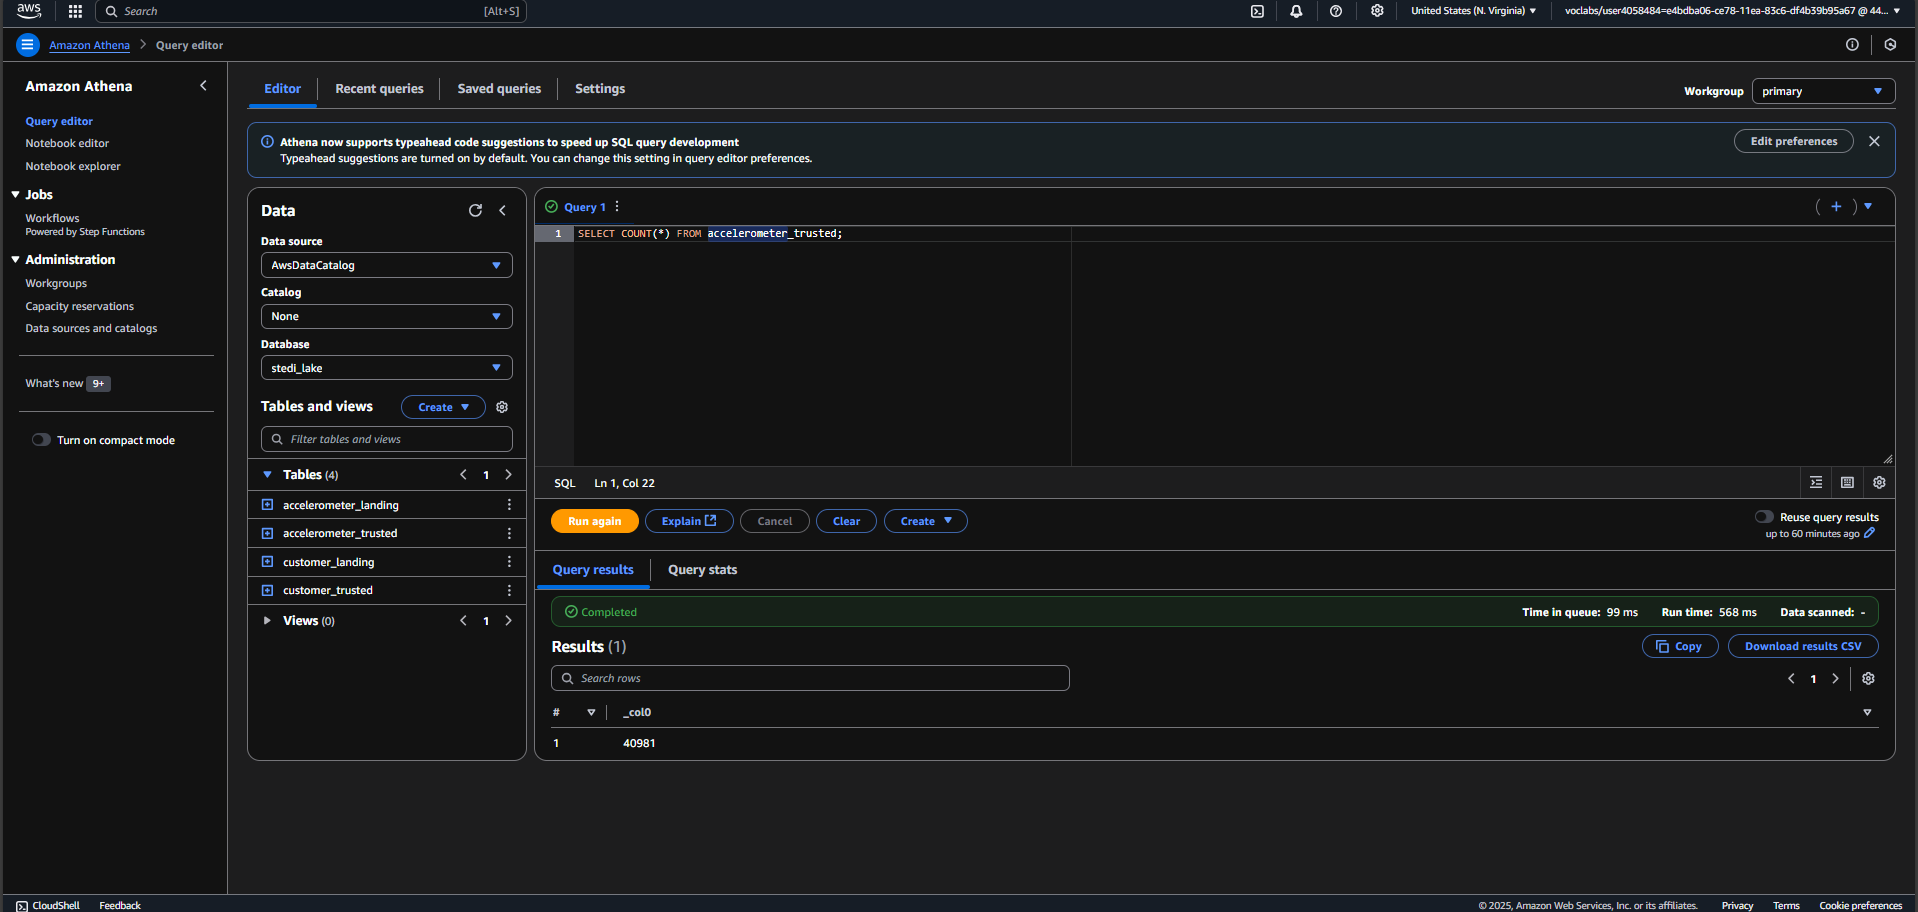 aws
Search
[Alt+S]
United States (N. Virginia)
voclabs/user4058484=e4bdba06-ce78-11ea-83c6-df4b39b95a67 @ 44...
Amazon Athena
Query editor
Amazon Athena
Query editor
Notebook editor
Notebook explorer
Jobs
Workflows
Powered by Step Functions
Administration
Workgroups
Capacity reservations
Data sources and catalogs
What's new 9+
Turn on compact mode
Editor
Recent queries
Saved queries
Settings
Workgroup
primary
Athena now supports typeahead code suggestions to speed up SQL query development
Typeahead suggestions are turned on by default. You can change this setting in query editor preferences.
Edit preferences
Data
Data source
AwsDataCatalog
Catalog
None
Database
stedi_lake
Tables and views
Create
Filter tables and views
Tables (4)
1
accelerometer_landing
accelerometer_trusted
customer_landing
customer_trusted
Views (0)
1
Query 1
1 SELECT COUNT(*) FROM accelerometer_trusted;
SQL
Ln 1, Col 22
Run again
Explain
Cancel
Clear
Create
Reuse query results
up to 60 minutes ago
Query results
Query stats
Completed
Time in queue: 99 ms
Run time: 568 ms
Data scanned: -
Results (1)
Copy
Download results CSV
Search rows
1
# _col0
1 40981
CloudShell
Feedback
© 2025, Amazon Web Services, Inc. or its affiliates.
Privacy
Terms
Cookie preferences